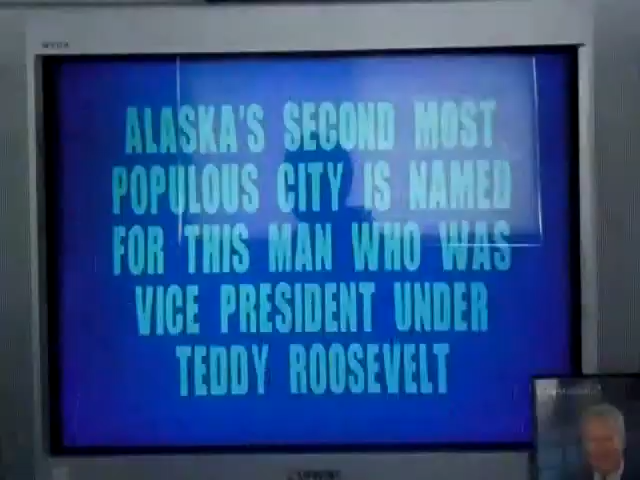 ALASKA'S SECOND MOST
POPULOUS CITY IS NAMED
FOR THIS MAN WHO WAS
VICE PRESIDENT UNDER
TEDDY ROOSEVELT